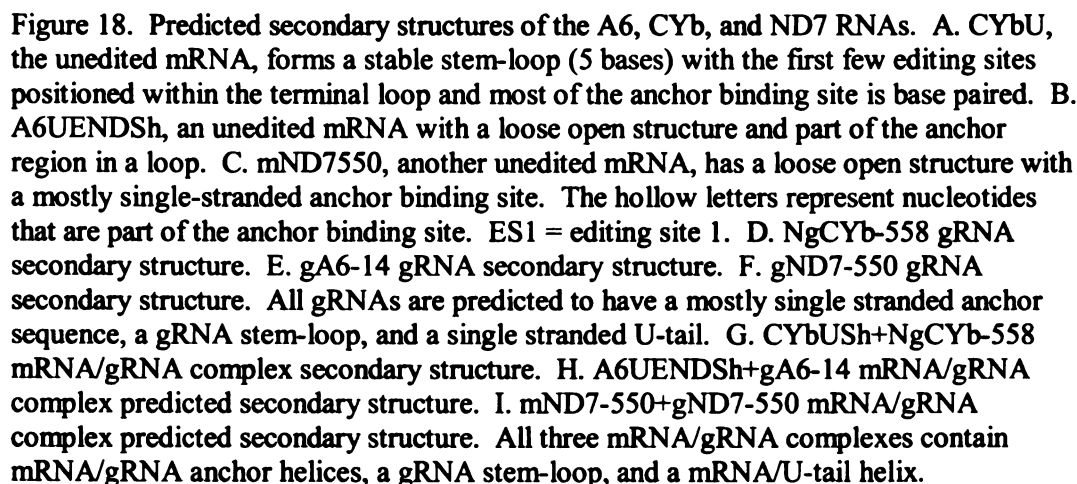 Figure 18. Predicted secondary structures of the A6, CYb, and ND7 RNAs. A. CYbU,
the unedited mRNA, forms a stable stem-loop (5 bases) with the first few editing sites
positioned within the terminal loop and most of the anchor binding site is base paired. B.
A6UENDSh, an unedited mRNA with a loose open structure and part of the anchor
region in a loop. C. mND7550, another unedited mRNA, has a loose open structure with
a mostly single-stranded anchor binding site. The hollow letters represent nucleotides
that are part of the anchor binding site. ES1 = editing site 1. D. NgCYb-558 gRNA
secondary structure. E. gA6-14 gRNA secondary structure. F. gND7-550 gRNA
secondary structure. All gRNAs are predicted to have a mostly single stranded anchor
sequence, a gRNA stem-loop, and a single stranded U-tail. G. CYbUSh+NgCYb-558
mRNA/gRNA complex secondary structure. H. A6UENDSh+gA6-14 mRNA/gRNA
complex predicted secondary structure. I. mND7-550+gND7-550 mRNA/gRNA
complex predicted secondary structure. All three mRNA/gRNA complexes contain
mRNA/gRNA anchor helices, a gRNA stem-loop, and a mRNA/U-tail helix.